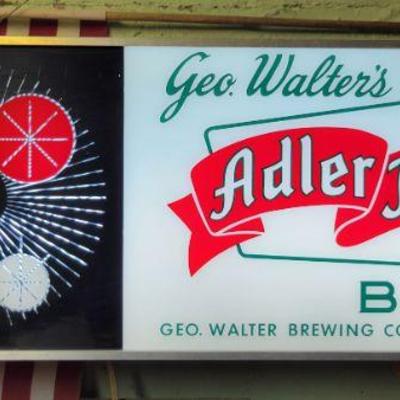 Geo. Walter's
Adler
B
GEO. WALTER BREWING CO